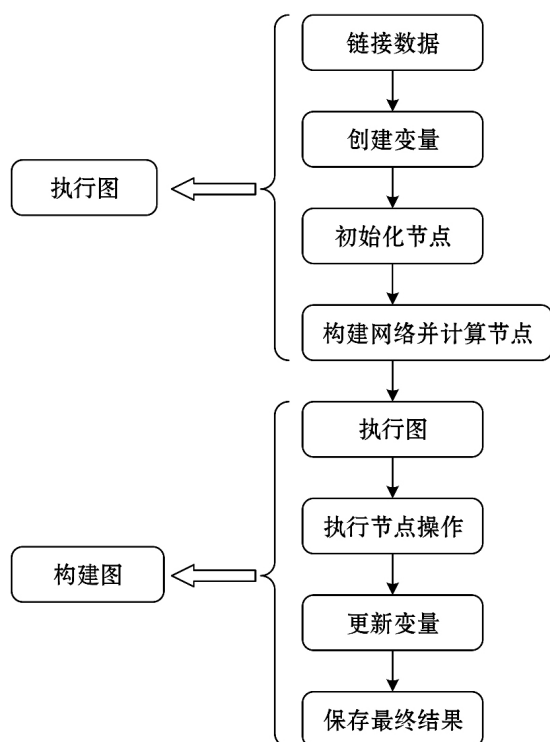 链接数据
创建变量
执行图
初始化节点
构建网络并计算节点
执行图
执行节点操作
构建图
更新变量
保存最终结果